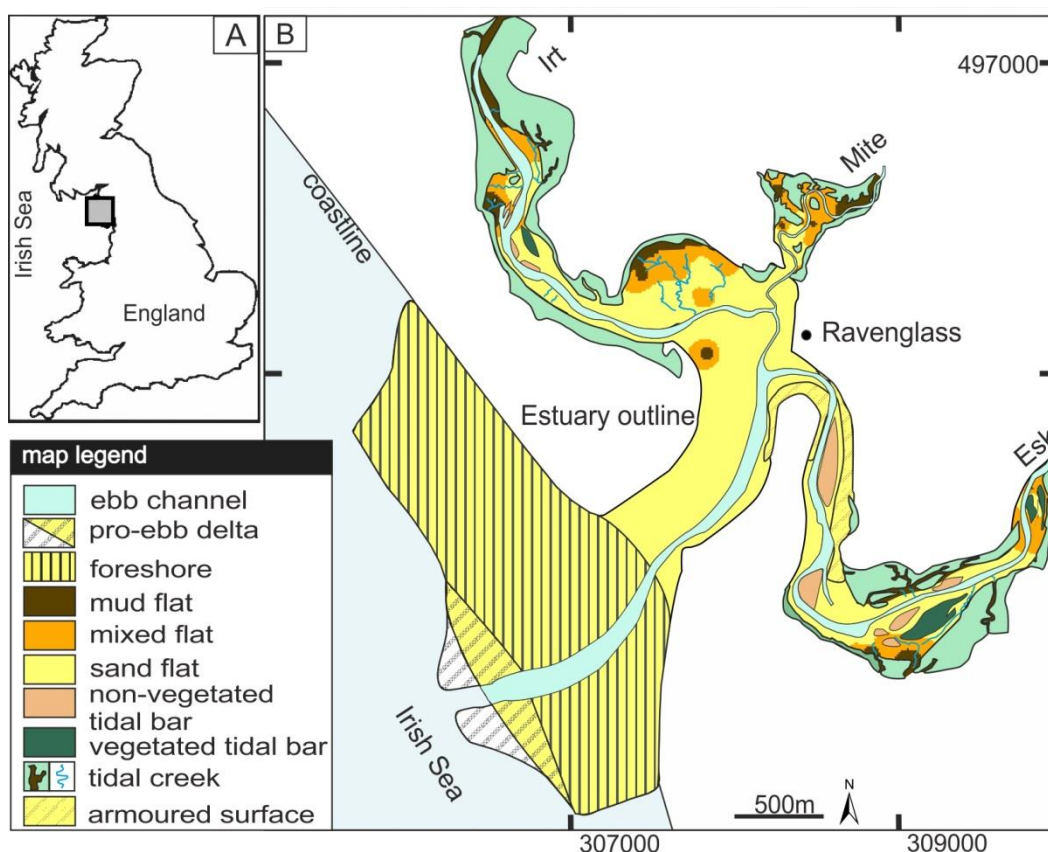 A
Irish Sea
England
B
Irt
497000
Mite
coastline
Ravenglass
Estuary outline
Esk
map legend
ebb channel
pro-ebb delta
foreshore
mud flat
mixed flat
sand flat
non-vegetated
tidal bar
vegetated tidal bar
tidal creek
armoured surface
Irish Sea
500m
N
307000
309000